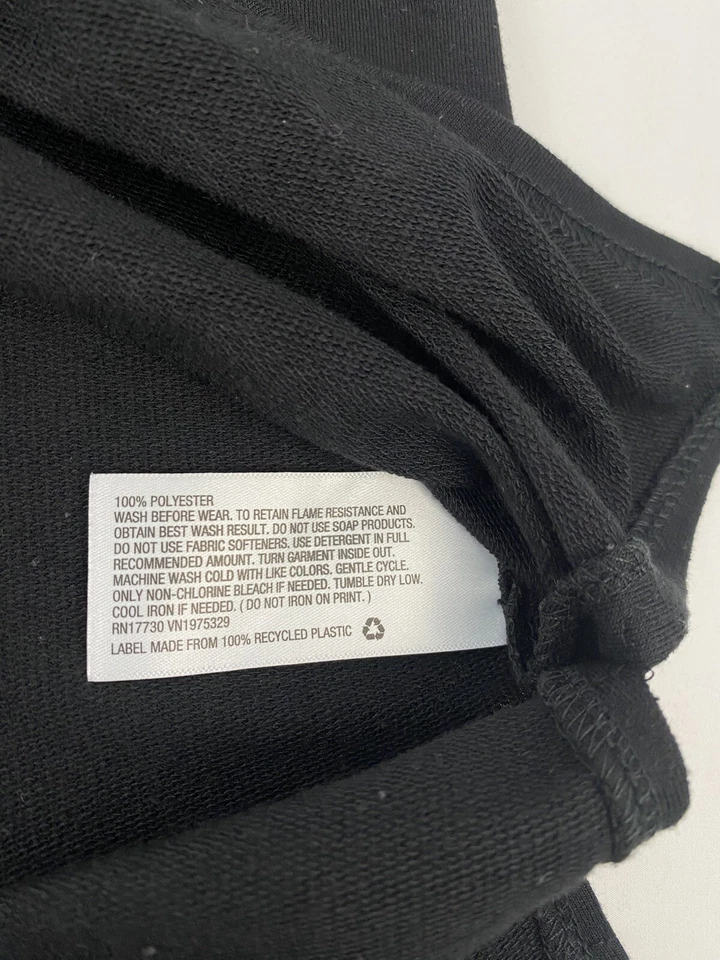 100% POLYESTER
WASH BEFORE WEAR. TO RETAIN FLAME RESISTANCE AND
OBTAIN BEST WASH RESULT. DO NOT USE SOAP PRODUCTS.
DO NOT USE FABRIC SOFTENERS. USE DETERGENT IN FULL
RECOMMENDED AMOUNT. TURN GARMENT INSIDE OUT.
MACHINE WASH COLD WITH LIKE COLORS. GENTLE CYCLE.
ONLY NON-CHLORINE BLEACH IF NEEDED. TUMBLE DRY LOW.
COOL IRON IF NEEDED. ( DO NOT IRON ON PRINT. )
RN17730 VN1975329
LABEL MADE FROM 100% RECYCLED PLASTIC